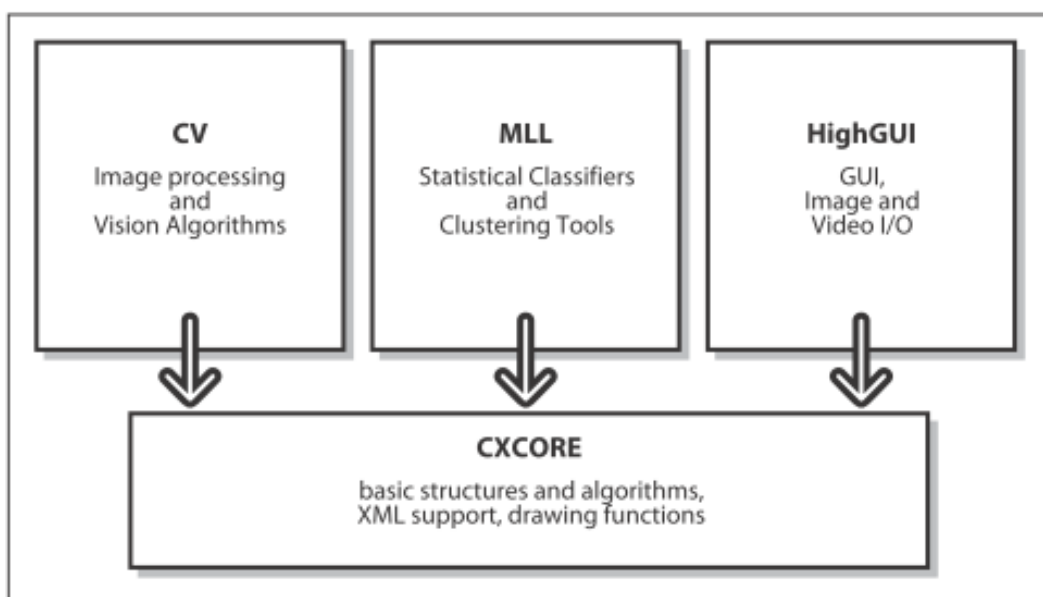 CV
Image processing
and
Vision Algorithms
MLL
Statistical Classifiers
and
Clustering Tools
HighGUI
GUI,
Image and
Video I/O
CXCORE
basic structures and algorithms,
XML support, drawing functions